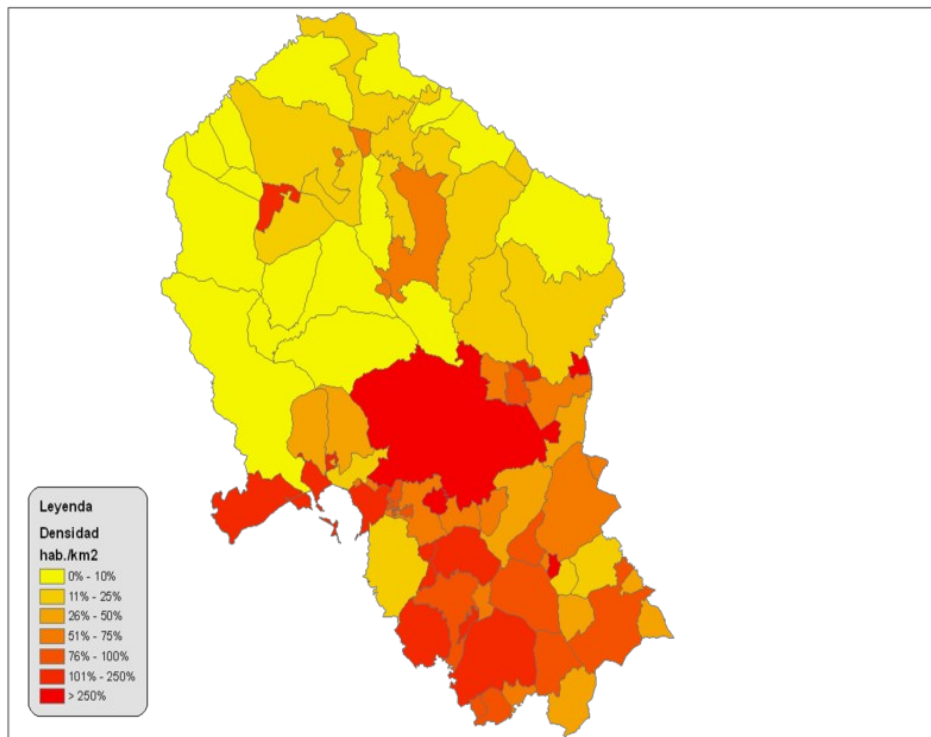 Leyenda
Densidad
hab./km2
0% - 10%
11% - 25%
26% - 50%
51% - 75%
76% - 100%
101% - 250%
> 250%